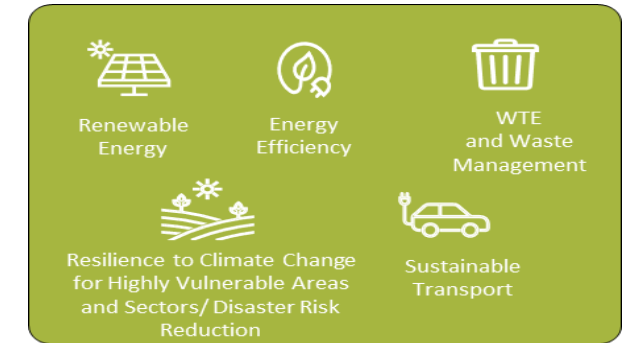 Renewable
Energy
Energy
Efficiency
WTE
and Waste
Management
Resilience to Climate Change
for Highly Vulnerable Areas
and Sectors/ Disaster Risk
Reduction
Sustainable
Transport